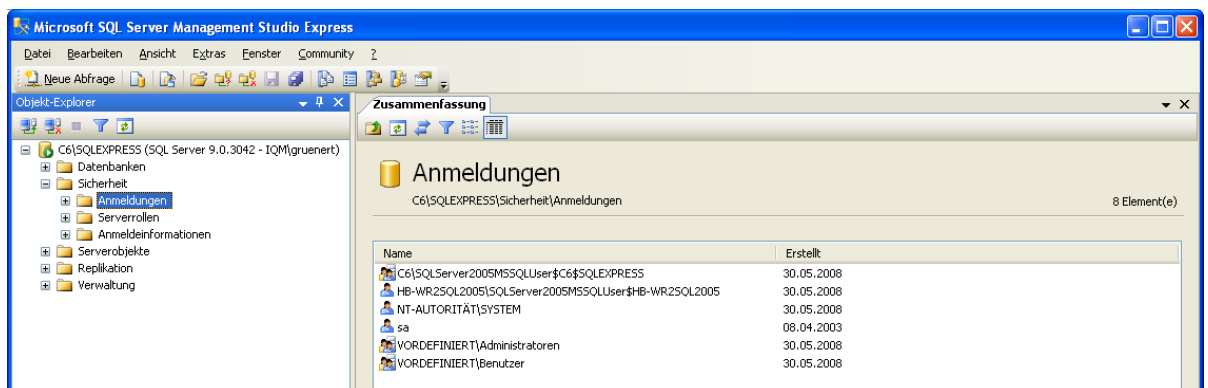 Microsoft SQL Server Management Studio Express
Datei Bearbeiten Ansicht Extras Fenster Community ?
Neue Abfrage
Objekt-Explorer
C6\SQLEXPRESS (SQL Server 9.0.3042 - IQM\gruenert)
Datenbanken
Sicherheit
Anmeldungen
Serverrollen
Anmeldeinformationen
Serverobjekte
Replikation
Verwaltung
Zusammenfassung
Anmeldungen
C6\SQLEXPRESS\Sicherheit\Anmeldungen 8 Element(e)
Name Erstellt
C6\SQLServer2005MSSQLUser$C6$SQLEXPRESS 30.05.2008
HB-WR2SQL2005\SQLServer2005MSSQLUser$HB-WR2SQL2005 30.05.2008
NT-AUTORITÄT\SYSTEM 30.05.2008
sa 08.04.2003
VORDEFINIERT\Administratoren 30.05.2008
VORDEFINIERT\Benutzer 30.05.2008